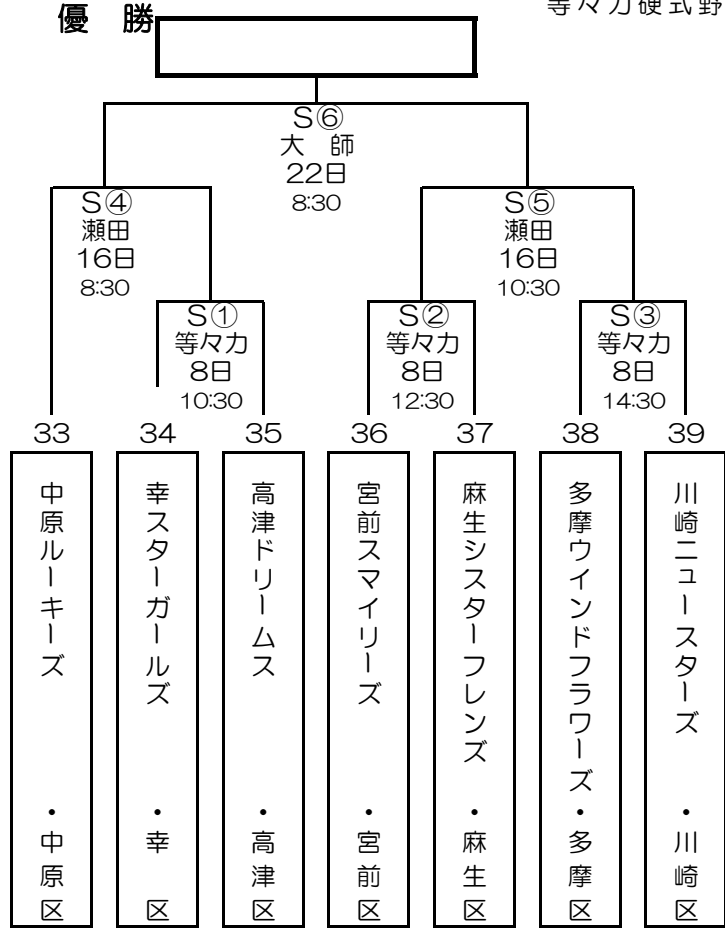 等々力硬式野
優 勝
S⑥
大 師
22日
8:30
S④
瀬田
16日
8:30
S⑤
瀬田
16日
10:30
S①
等々力
8日
10:30
S②
等々力
8日
12:30
S③
等々力
8日
14:30
33
34
35
36
37
38
39
中原ルーキーズ ・中原区
幸スターガールズ ・幸 区
高津ドリームス ・高津区
宮前スマイリーズ ・宮前区
麻生シスターフレンズ ・麻生区
多摩ウインドフラワーズ・多摩区
川崎ニュースターズ ・川崎区